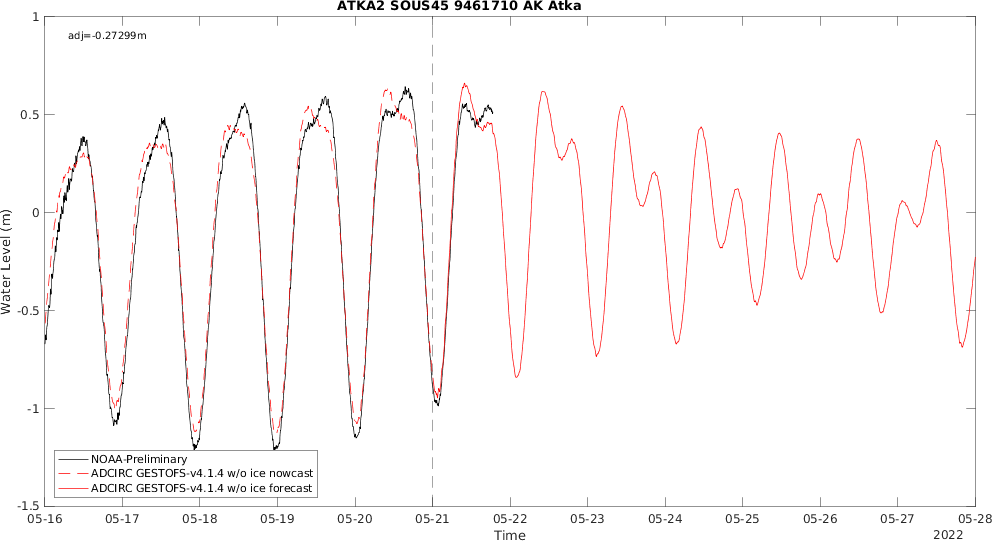 ATKA2 SOUS45 9461710 AK Atka
adj=-0.27299m
1
0.5
0
-0.5
-1
-1.5
Water Level (m)
NOAA-Preliminary
ADCIRC GESTOFS-v4.1.4 w/o ice nowcast
ADCIRC GESTOFS-v4.1.4 w/o ice forecast
05-16 05-17 05-18 05-19 05-20 05-21 05-22 05-23 05-24 05-25 05-26 05-27 05-28
Time
2022